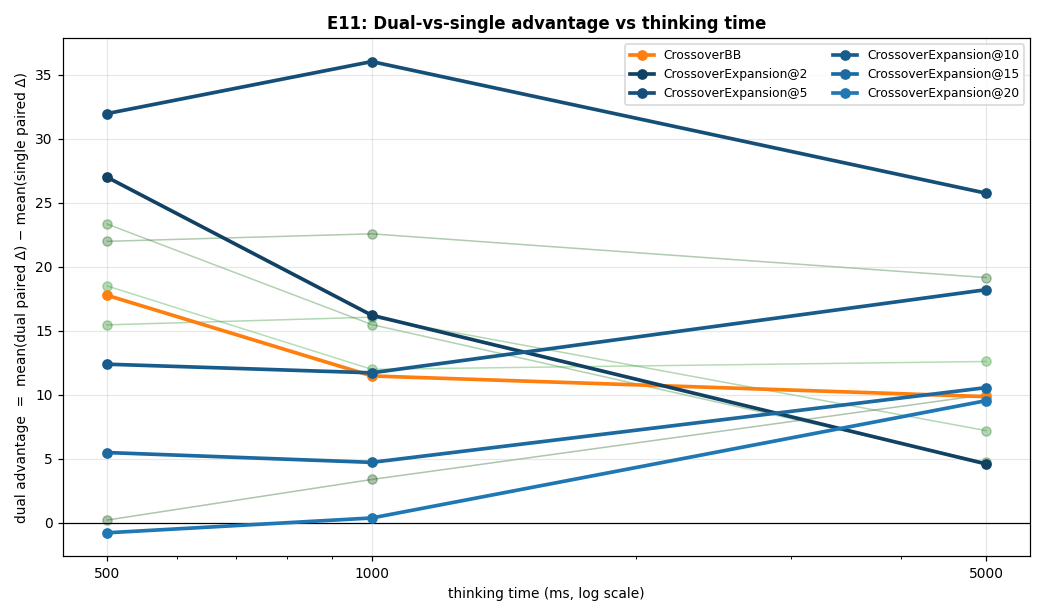 E11: Dual-vs-single advantage vs thinking time
CrossoverBB
CrossoverExpansion@2
CrossoverExpansion@5
CrossoverExpansion@10
CrossoverExpansion@15
CrossoverExpansion@20
dual advantage = mean(dual paired Δ) − mean(single paired Δ)
35
30
25
20
15
10
5
0
500
1000
5000
thinking time (ms, log scale)